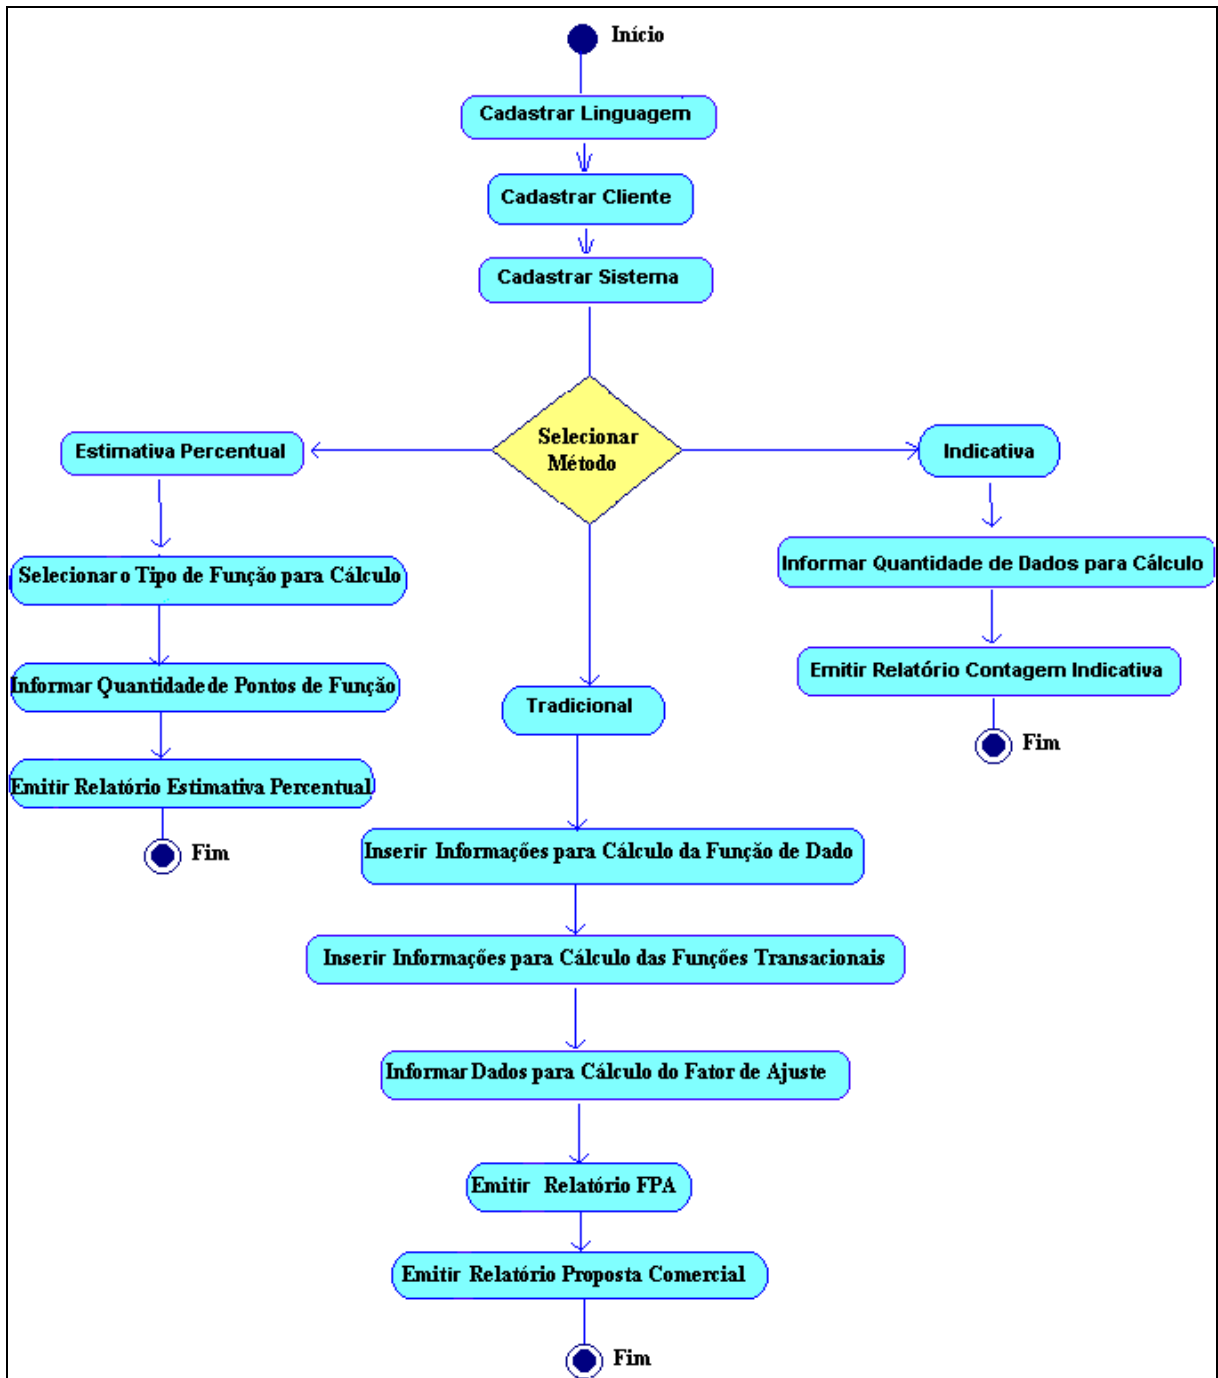 Início
Cadastrar Linguagem
Cadastrar Cliente
Cadastrar Sistema
Selecionar
Método
Estimativa Percentual
Selecionar o Tipo de Função para Cálculo
Informar Quantidade de Pontos de Função
Emitir Relatório Estimativa Percentual
Fim
Tradicional
Inserir Informações para Cálculo da Função de Dado
Inserir Informações para Cálculo das Funções Transacionais
Informar Dados para Cálculo do Fator de Ajuste
Emitir Relatório FPA
Emitir Relatório Proposta Comercial
Fim
Indicativa
Informar Quantidade de Dados para Cálculo
Emitir Relatório Contagem Indicativa
Fim